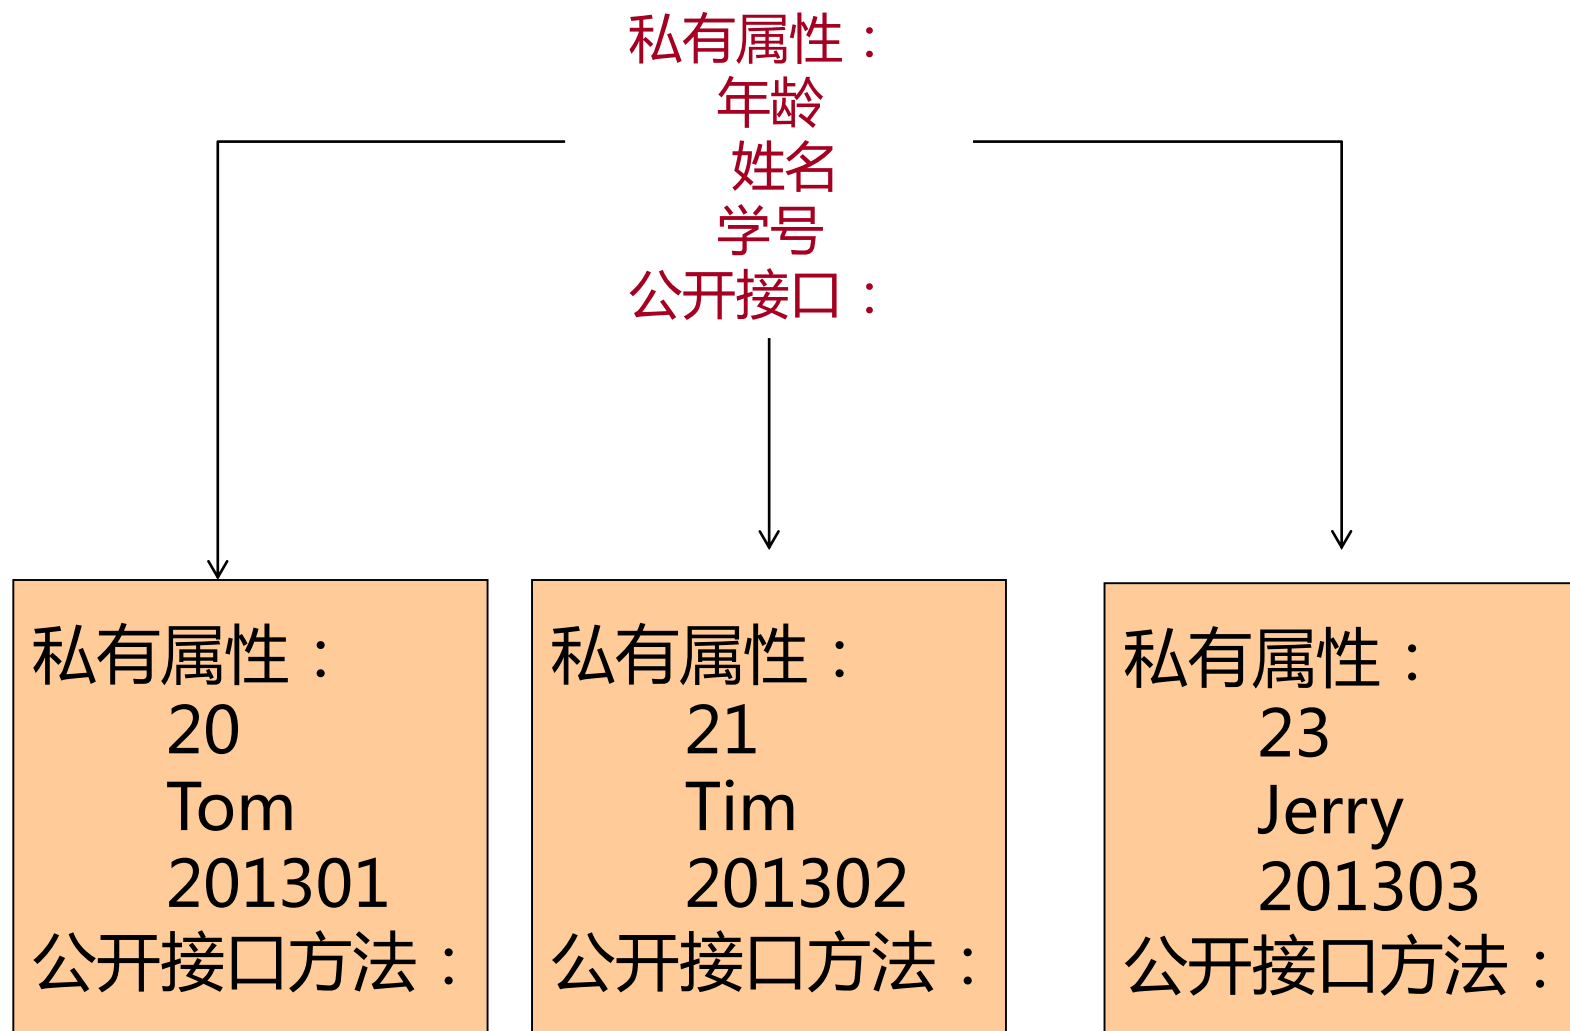 私有属性：
年龄
姓名
学号
公开接口：
私有属性：
20
Tom
201301
公开接口方法：
私有属性：
21
Tim
201302
公开接口方法：
私有属性：
23
Jerry
201303
公开接口方法：